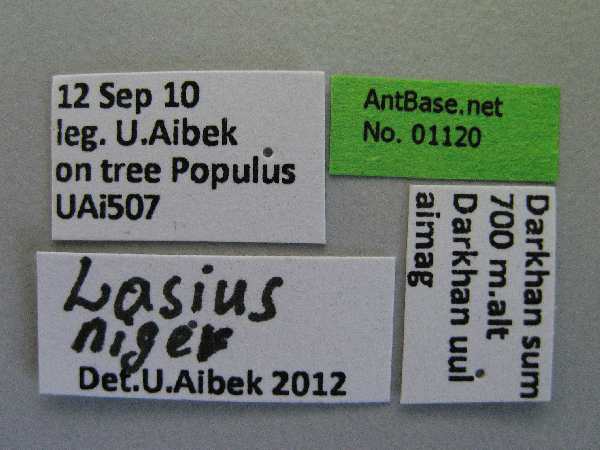 12 Sep 10
leg. U.Aibek
on tree Populus
UAi507
AntBase.net
No. 01120
Darkhan sum
700 m.alt
Darkhan uul
aimag
Lasius
niger
Det.U.Aibek 2012